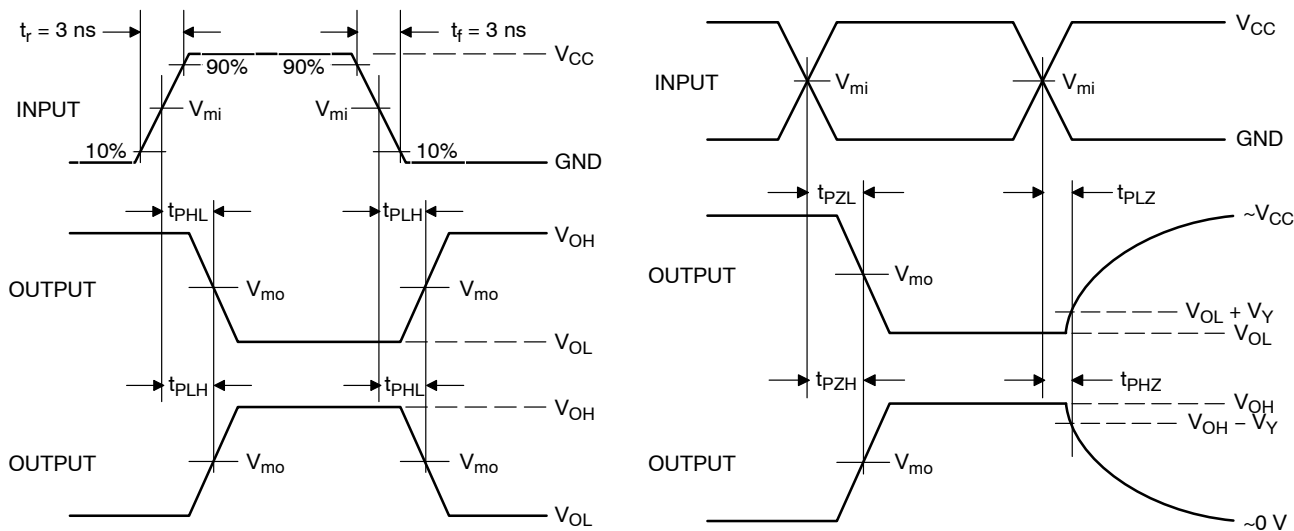 t_r = 3 ns
t_f = 3 ns
V_CC
90%
90%
INPUT
V_mi
V_mi
10%
10%
GND
t_PHL
t_PLH
V_OH
OUTPUT
V_mo
V_mo
V_OL
t_PLH
t_PHL
V_OH
OUTPUT
V_mo
V_mo
V_OL
V_CC
INPUT
V_mi
V_mi
GND
t_PZL
t_PLZ
~V_CC
OUTPUT
V_mo
V_OL + V_Y
V_OL
t_PZH
t_PHZ
V_OH
V_OH – V_Y
OUTPUT
V_mo
~0 V